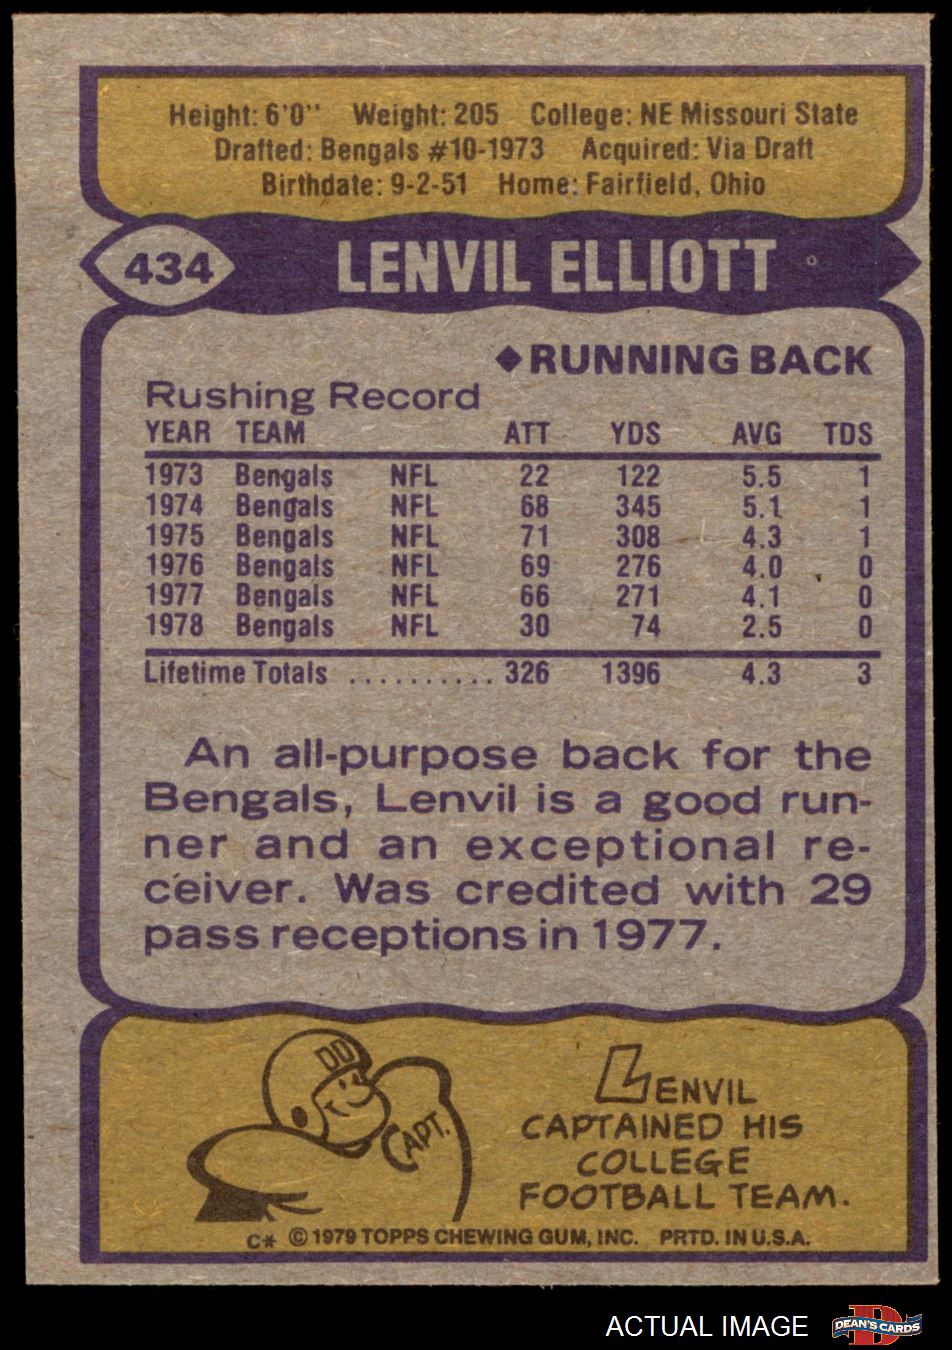 Height: 6'0" Weight: 205 College: NE Missouri State
Drafted: Bengals #10-1973 Acquired: Via Draft
Birthdate: 9-2-51 Home: Fairfield, Ohio
434 LENVIL ELLIOTT
◆RUNNING BACK
Rushing Record
YEAR TEAM ATT YDS AVG TDS
1973 Bengals NFL 22 122 5.5 1
1974 Bengals NFL 68 345 5.1 1
1975 Bengals NFL 71 308 4.3 1
1976 Bengals NFL 69 276 4.0 0
1977 Bengals NFL 66 271 4.1 0
1978 Bengals NFL 30 74 2.5 0
Lifetime Totals .......... 326 1396 4.3 3
An all-purpose back for the
Bengals, Lenvil is a good run-
ner and an exceptional re-
ceiver. Was credited with 29
pass receptions in 1977.
DD
CAPT.
LENVIL
CAPTAINED HIS
COLLEGE
FOOTBALL TEAM.
C* © 1979 TOPPS CHEWING GUM, INC. PRTD. IN U.S.A.
ACTUAL IMAGE
D
DEAN'S CARDS